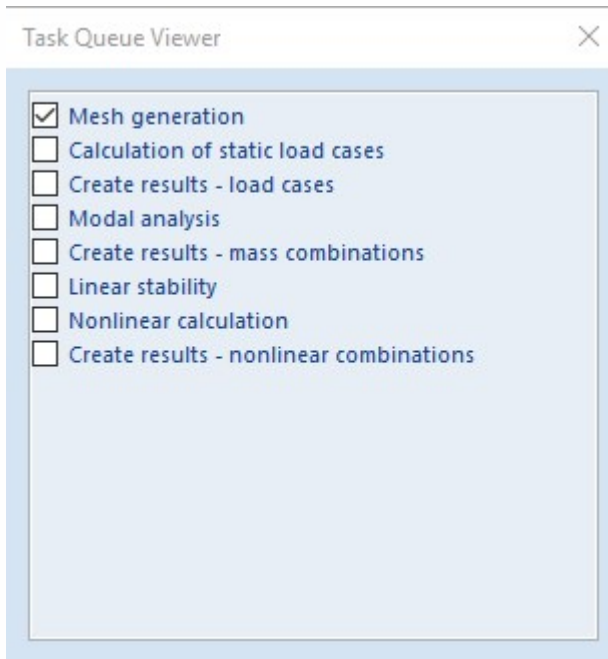 Task Queue Viewer
Mesh generation
Calculation of static load cases
Create results - load cases
Modal analysis
Create results - mass combinations
Linear stability
Nonlinear calculation
Create results - nonlinear combinations